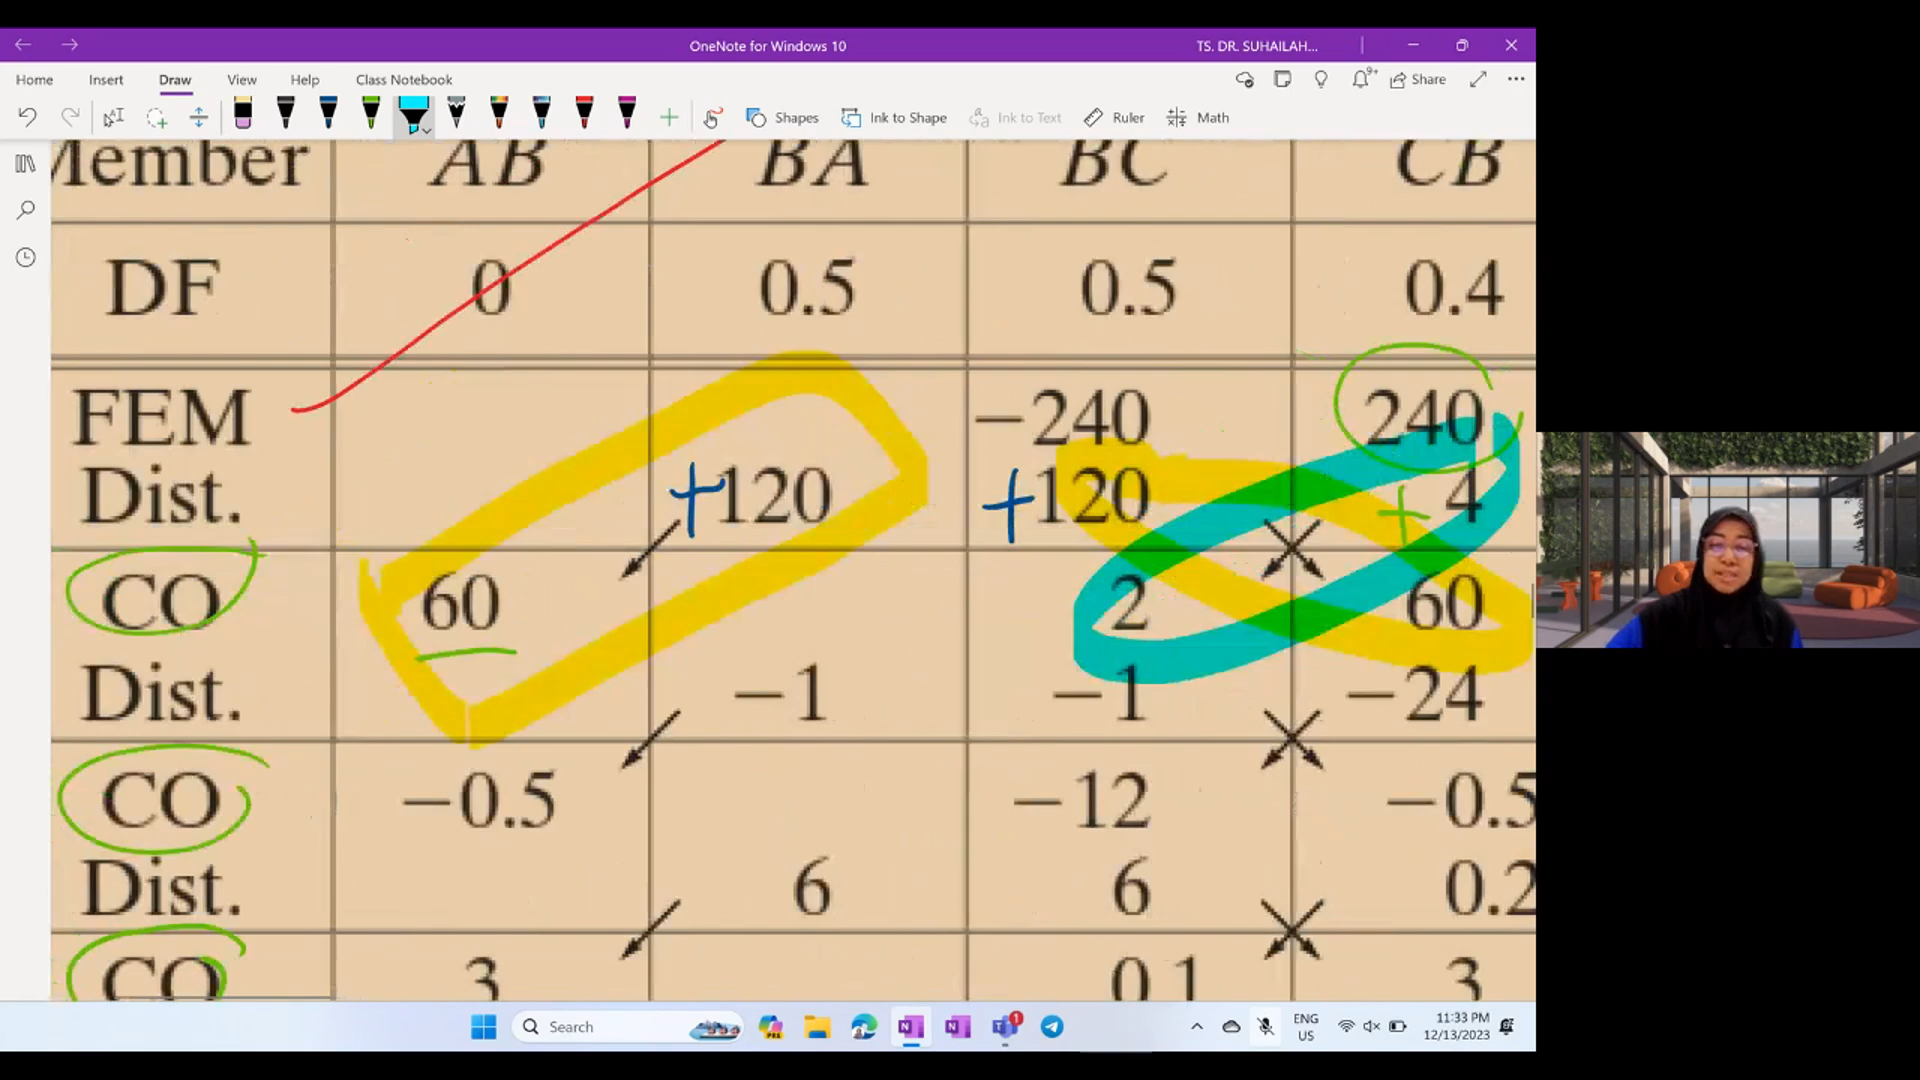 OneNote for Windows 10
TS. DR. SUHAILAH...
Home Insert Draw View Help Class Notebook
9+ Share
Shapes Ink to Shape Ink to Text Ruler Math
Member AB BA BC CB
DF 0 0.5 0.5 0.4
FEM −240 240
Dist. +120 +120 + 4
CO 60 2 60
Dist. −1 −1 −24
CO −0.5 −12 −0.5
Dist. 6 6 0.2
CO 3 0.1 3
Search
PRE
N N 1
ENG
US
11:33 PM
12/13/2023